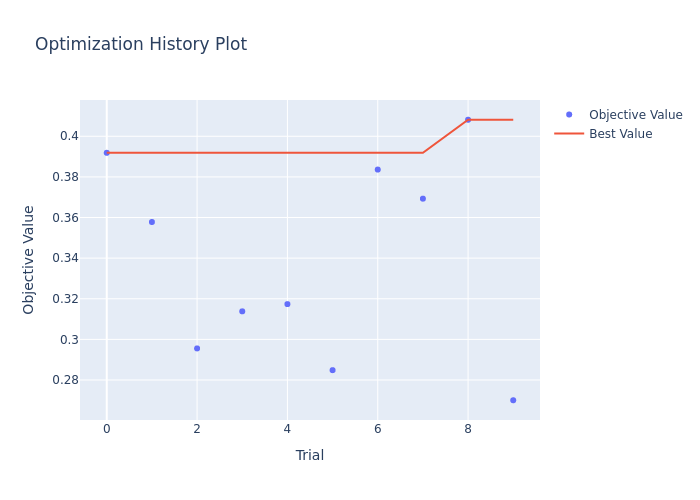 Optimization History Plot
Objective Value
Best Value
0.4
0.38
0.36
0.34
0.32
0.3
0.28
Objective Value
0
2
4
6
8
Trial